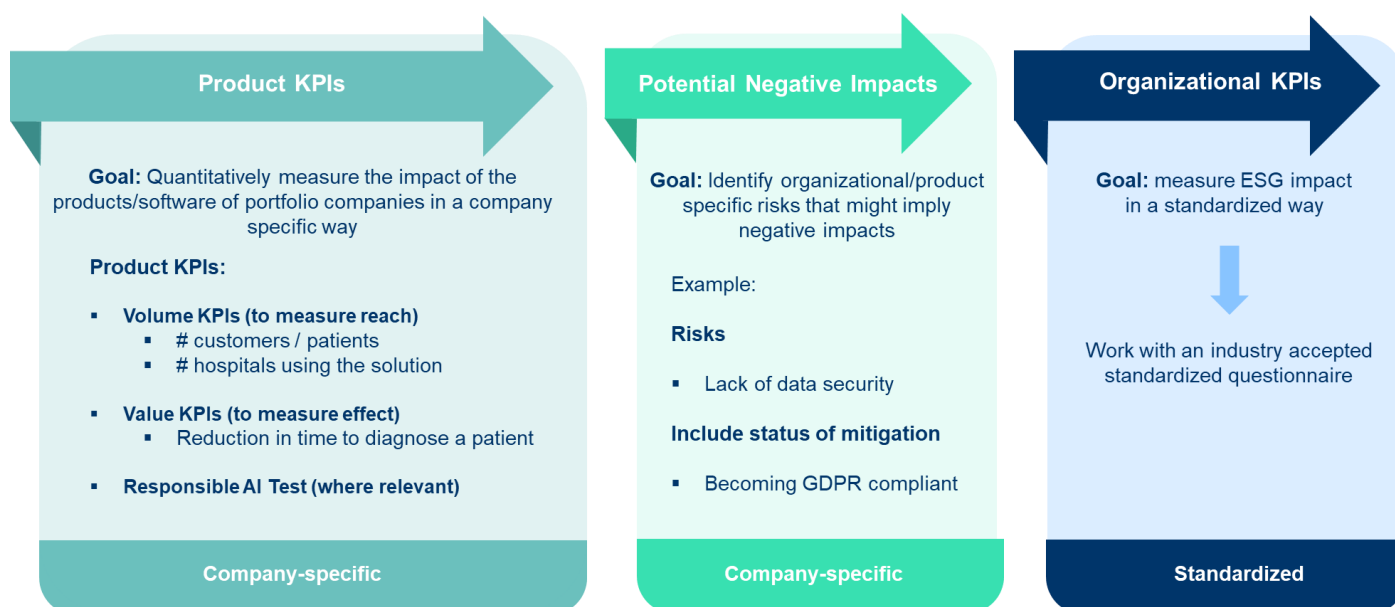 Product KPIs
Goal: Quantitatively measure the impact of the
products/software of portfolio companies in a company
specific way
Product KPIs:
▪ Volume KPIs (to measure reach)
▪ # customers / patients
▪ # hospitals using the solution
▪ Value KPIs (to measure effect)
▪ Reduction in time to diagnose a patient
▪ Responsible AI Test (where relevant)
Company-specific
Potential Negative Impacts
Goal: Identify organizational/product
specific risks that might imply
negative impacts
Example:
Risks
▪ Lack of data security
Include status of mitigation
▪ Becoming GDPR compliant
Company-specific
Organizational KPIs
Goal: measure ESG impact
in a standardized way
Work with an industry accepted
standardized questionnaire
Standardized